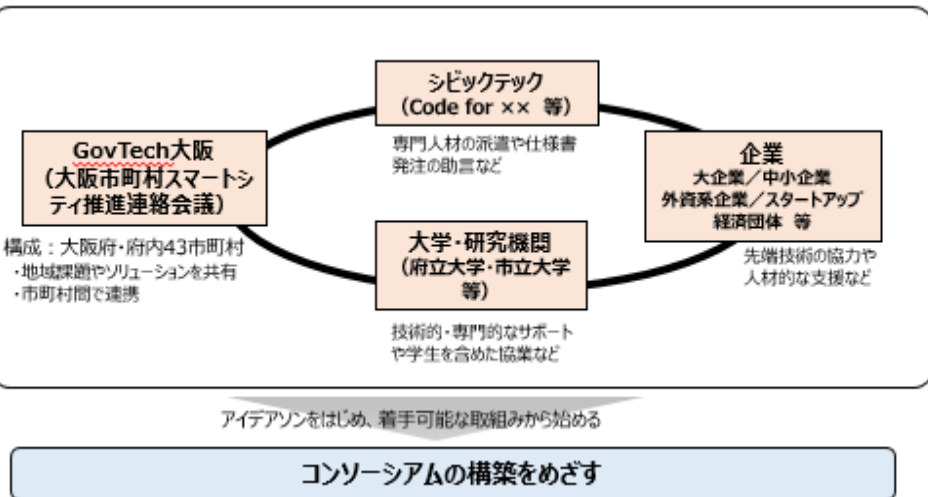 シビックテック
（Code for ×× 等）
専門人材の派遣や仕様書
発注の助言など
GovTech大阪
（大阪市町村スマートシ
ティ推進連絡会議）
構成：大阪府・府内43市町村
・地域課題やソリューションを共有
・市町村間で連携
企業
大企業／中小企業
外資系企業／スタートアップ
経済団体 等
先端技術の協力や
人材的な支援など
大学・研究機関
（府立大学・市立大学
等）
技術的・専門的なサポート
や学生を含めた協業など
アイデアソンをはじめ、着手可能な取組みから始める
コンソーシアムの構築をめざす